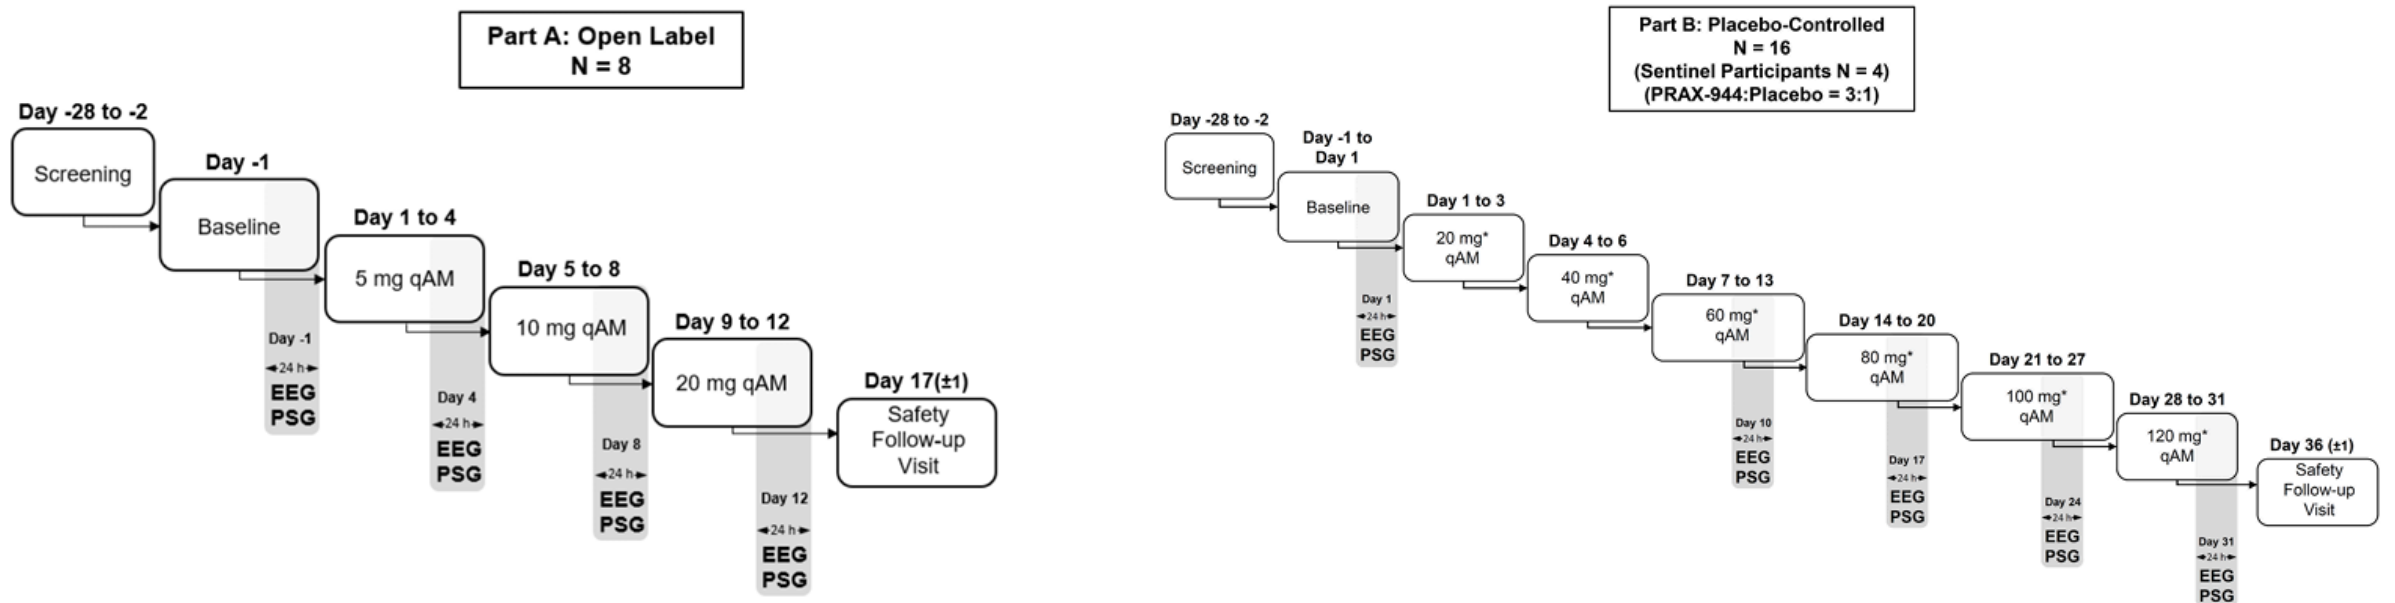 Part A: Open Label
N = 8
Day -28 to -2
Screening
Day -1
Baseline
Day -1
24 h
EEG
PSG
Day 1 to 4
5 mg qAM
Day 4
24 h
EEG
PSG
Day 5 to 8
10 mg qAM
Day 8
24 h
EEG
PSG
Day 9 to 12
20 mg qAM
Day 12
24 h
EEG
PSG
Day 17(±1)
Safety
Follow-up
Visit
Part B: Placebo-Controlled
N = 16
(Sentinel Participants N = 4)
(PRAX-944:Placebo = 3:1)
Day -28 to -2
Screening
Day -1 to
Day 1
Baseline
Day 1
24 h
EEG
PSG
Day 1 to 3
20 mg*
qAM
Day 4 to 6
40 mg*
qAM
Day 7 to 13
60 mg*
qAM
Day 10
24 h
EEG
PSG
Day 14 to 20
80 mg*
qAM
Day 17
24 h
EEG
PSG
Day 21 to 27
100 mg*
qAM
Day 24
24 h
EEG
PSG
Day 28 to 31
120 mg*
qAM
Day 31
24 h
EEG
PSG
Day 36 (±1)
Safety
Follow-up
Visit